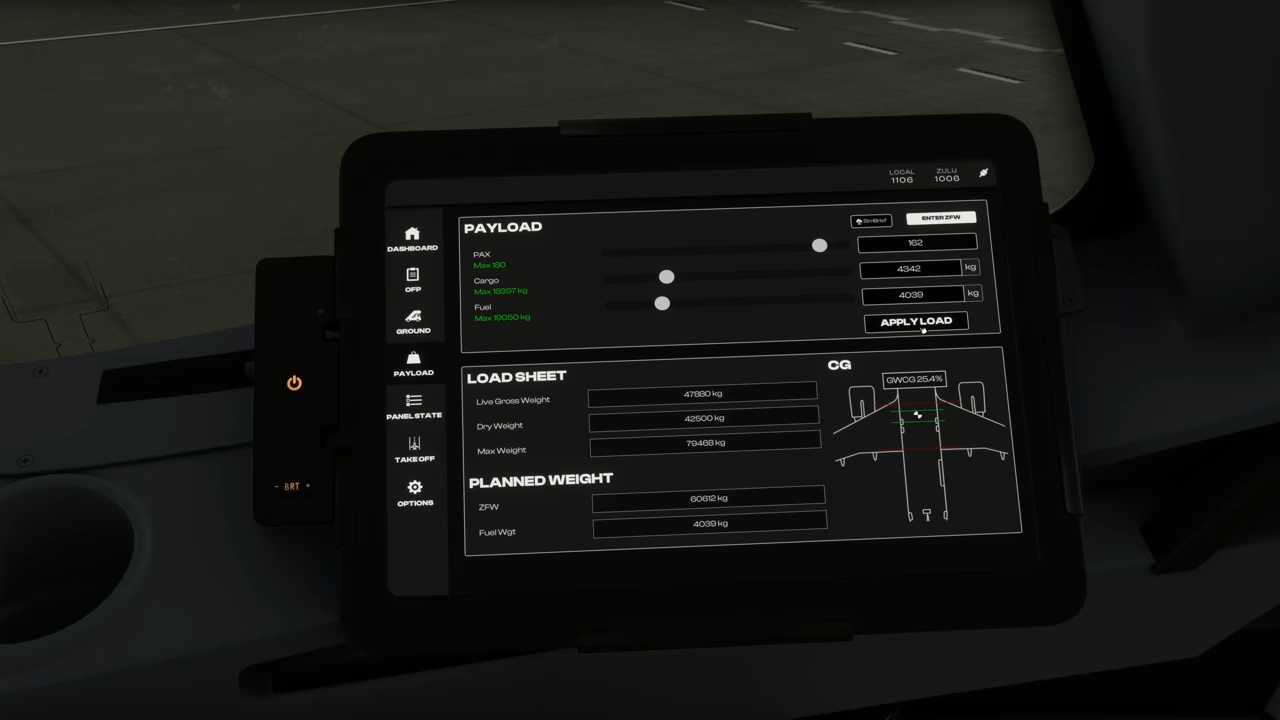 LOCAL
1106
ZULU
1006
DASHBOARD
OFP
GROUND
PAYLOAD
PANEL STATE
TAKE OFF
OPTIONS
PAYLOAD
SimBrief
ENTER ZFW
PAX
Max 180
162
Cargo
Max 18397 kg
4342
kg
Fuel
Max 19050 kg
4039
kg
APPLY LOAD
LOAD SHEET
Live Gross Weight
47880 kg
Dry Weight
42500 kg
Max Weight
79468 kg
PLANNED WEIGHT
ZFW
60612 kg
Fuel Wgt
4039 kg
CG
GWCG 25.4%
- BRT +